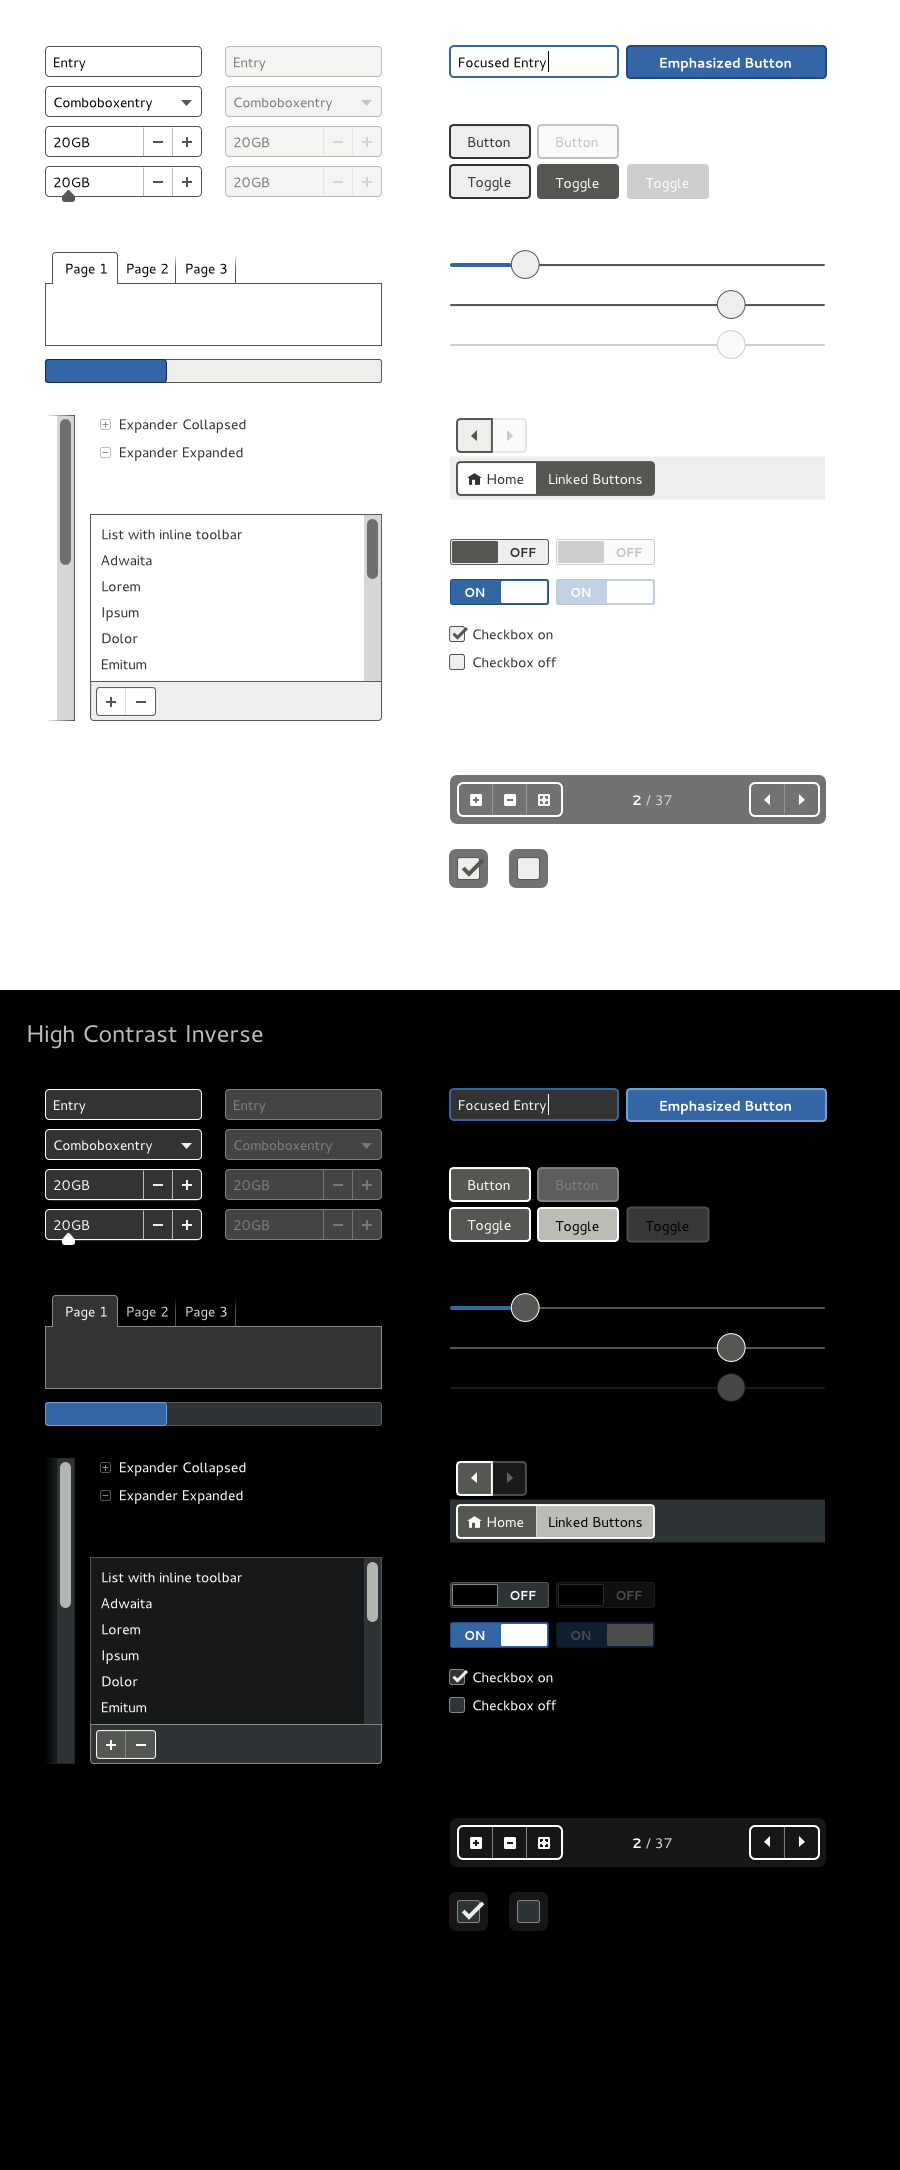 Entry
Entry
Focused Entry
Emphasized Button
Comboboxentry
Comboboxentry
20GB
20GB
Button
Button
20GB
20GB
Toggle
Toggle
Toggle
Page 1
Page 2
Page 3
Expander Collapsed
Expander Expanded
Home
Linked Buttons
List with inline toolbar
Adwaita
Lorem
Ipsum
Dolor
Emitum
OFF
OFF
ON
ON
Checkbox on
Checkbox off
2 / 37
High Contrast Inverse
Entry
Entry
Focused Entry
Emphasized Button
Comboboxentry
Comboboxentry
20GB
20GB
Button
Button
20GB
20GB
Toggle
Toggle
Toggle
Page 1
Page 2
Page 3
Expander Collapsed
Expander Expanded
Home
Linked Buttons
List with inline toolbar
Adwaita
Lorem
Ipsum
Dolor
Emitum
OFF
OFF
ON
ON
Checkbox on
Checkbox off
2 / 37